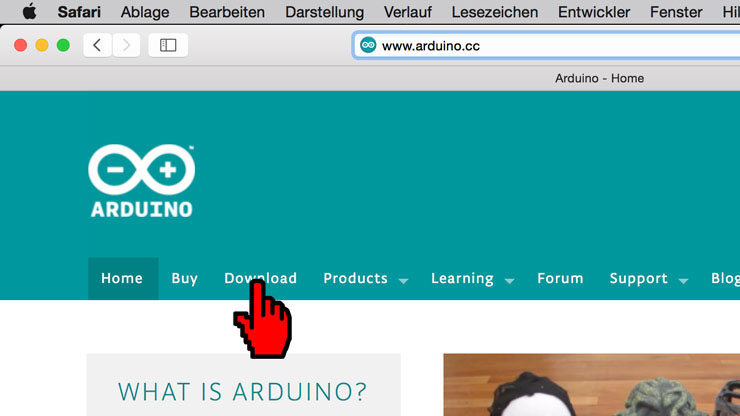 Safari Ablage Bearbeiten Darstellung Verlauf Lesezeichen Entwickler Fenster Hil
www.arduino.cc
Arduino - Home
ARDUINO
Home Buy Download Products Learning Forum Support Blog
WHAT IS ARDUINO?